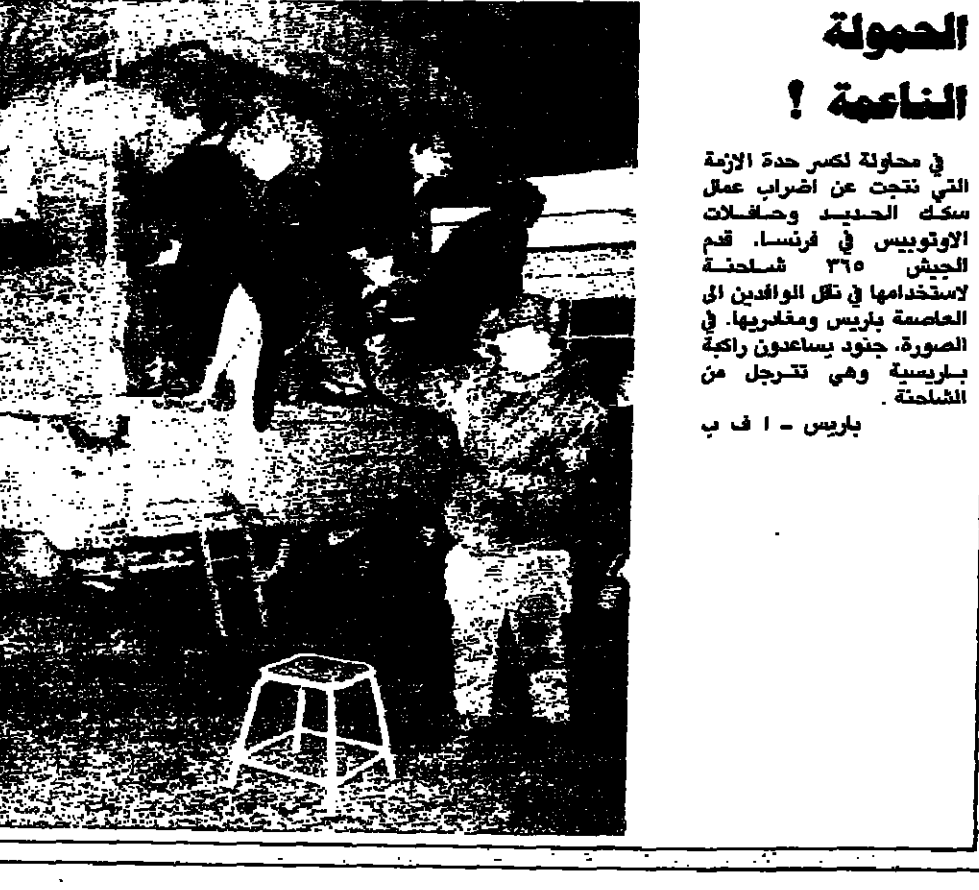 الحمولة
الناعمة !
في محاولة لكسر حدة الازمة
التي نتجت عن اضراب عمال
سكك الحديد وحافلات
الاوتوبيس في فرنسا، قدم
الجيش ٣٦٥ شاحنة
لاستخدامها في نقل الوافدين الى
العاصمة باريس ومغادريها. في
الصورة، جنود يساعدون راكبة
باريسية وهي تترجل من
الشاحنة .
باريس ـ ا ف ب